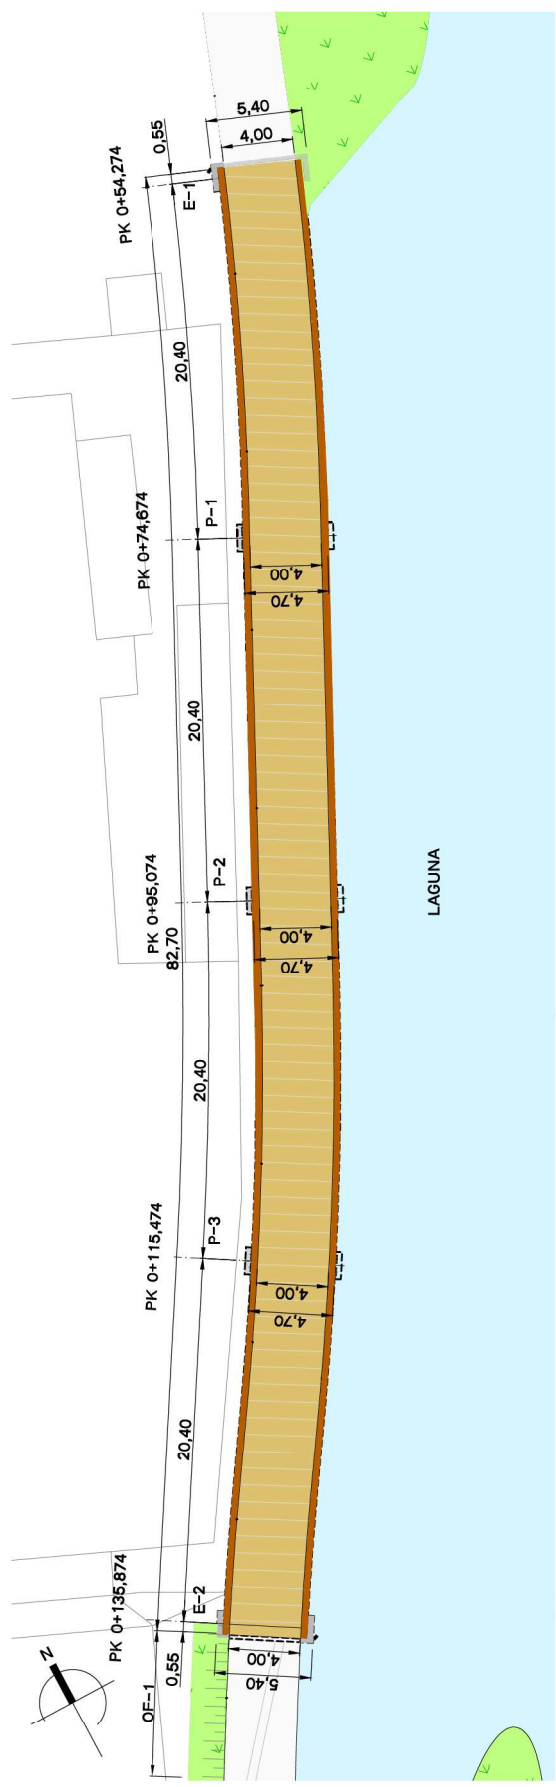 5,40
4,00
0,55
PK 0+54,274
E-1
20,40
P-1
PK 0+74,674
4,00
4,70
20,40
P-2
PK 0+95,074
82,70
4,00
4,70
LAGUNA
20,40
P-3
PK 0+115,474
4,00
4,70
20,40
E-2
PK 0+135,874
N
OF-1
0,55
4,00
5,40